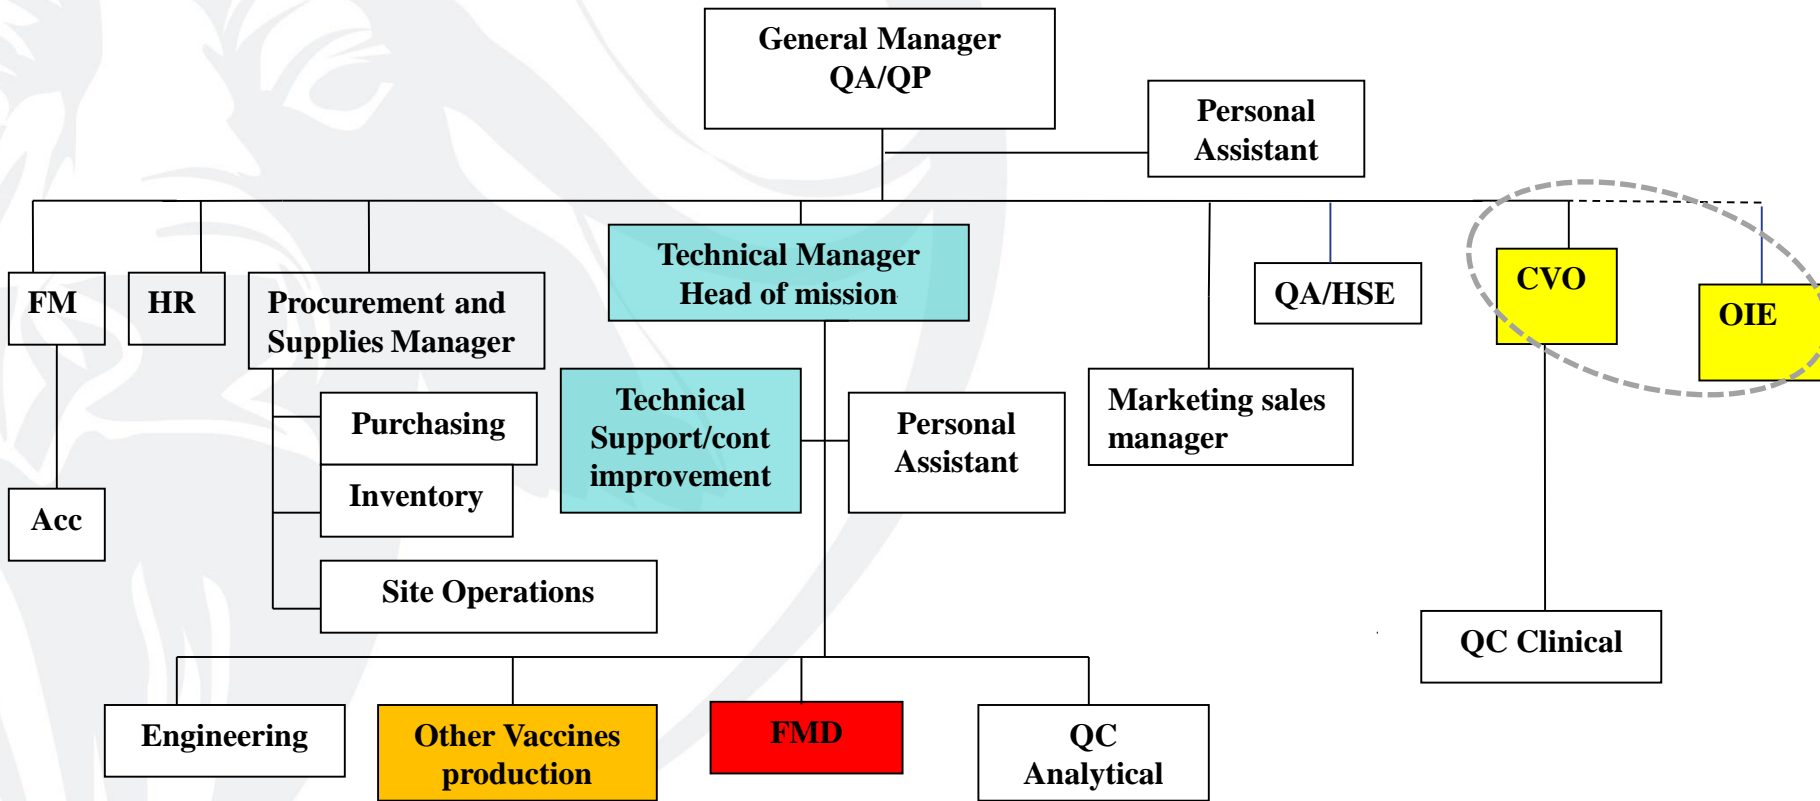 General Manager
QA/QP
Personal
Assistant
FM
HR
Procurement and
Supplies Manager
Technical Manager
Head of mission
QA/HSE
CVO
OIE
Purchasing
Inventory
Site Operations
Technical
Support/cont
improvement
Personal
Assistant
Marketing sales
manager
Acc
QC Clinical
Engineering
Other Vaccines
production
FMD
QC
Analytical